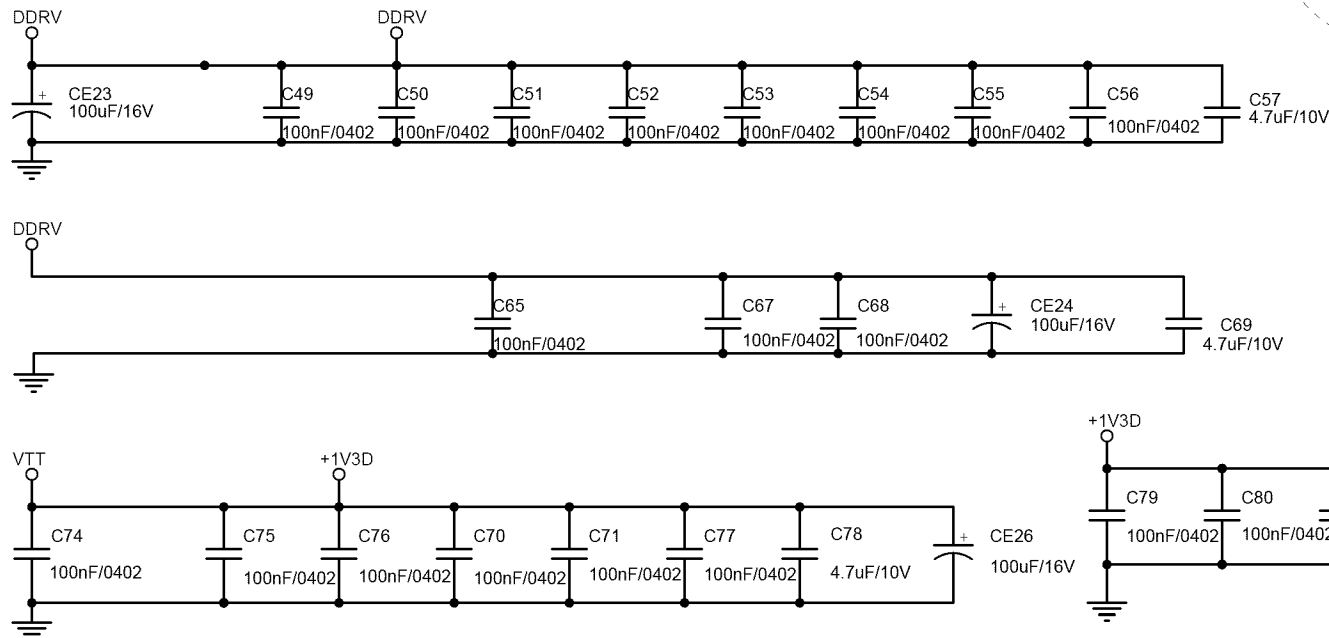 DDRV DDRV
+ CE23 C49 C50 C51 C52 C53 C54 C55 C56 C57
100uF/16V 4.7uF/10V
100nF/0402 100nF/0402 100nF/0402 100nF/0402 100nF/0402 100nF/0402 100nF/0402 100nF/0402
DDRV
C65 C67 C68 + CE24 C69
100nF/0402 100nF/0402 100nF/0402 100uF/16V 4.7uF/10V
+1V3D
VTT +1V3D
C79 C80
100nF/0402 100nF/0402
C74 C75 C76 C70 C71 C77 C78 + CE26
100nF/0402 100nF/0402 100nF/0402 100nF/0402 100nF/0402 100nF/0402 4.7uF/10V 100uF/16V